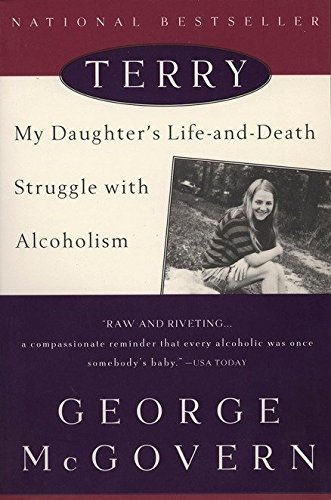 NATIONAL BESTSELLER
TERRY
My Daughter's Life-and-Death
Struggle with
Alcoholism
"RAW AND RIVETING...
a compassionate reminder that every alcoholic was once
somebody's baby."—USA TODAY
GEORGE
McGOVERN